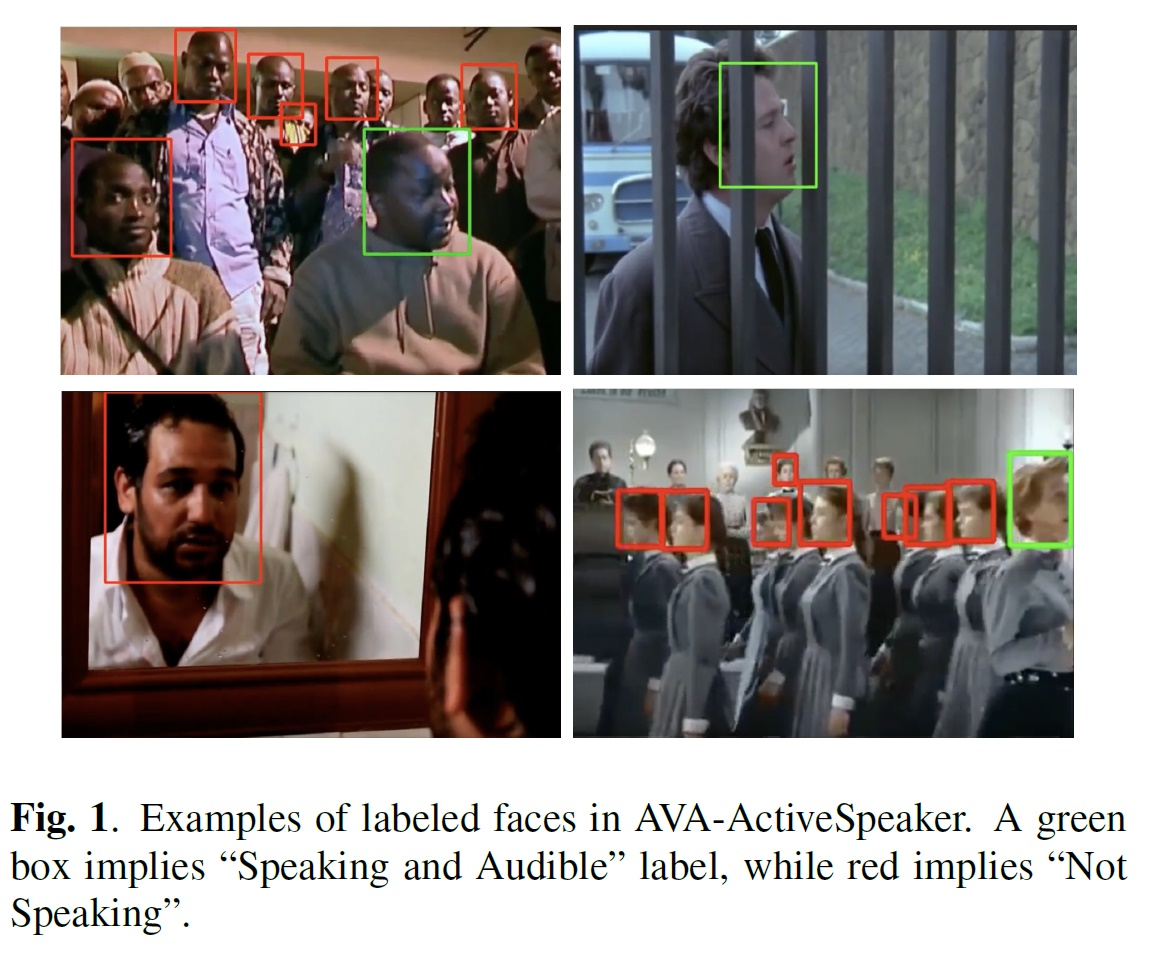 Fig. 1. Examples of labeled faces in AVA-ActiveSpeaker. A green
box implies “Speaking and Audible” label, while red implies “Not
Speaking”.